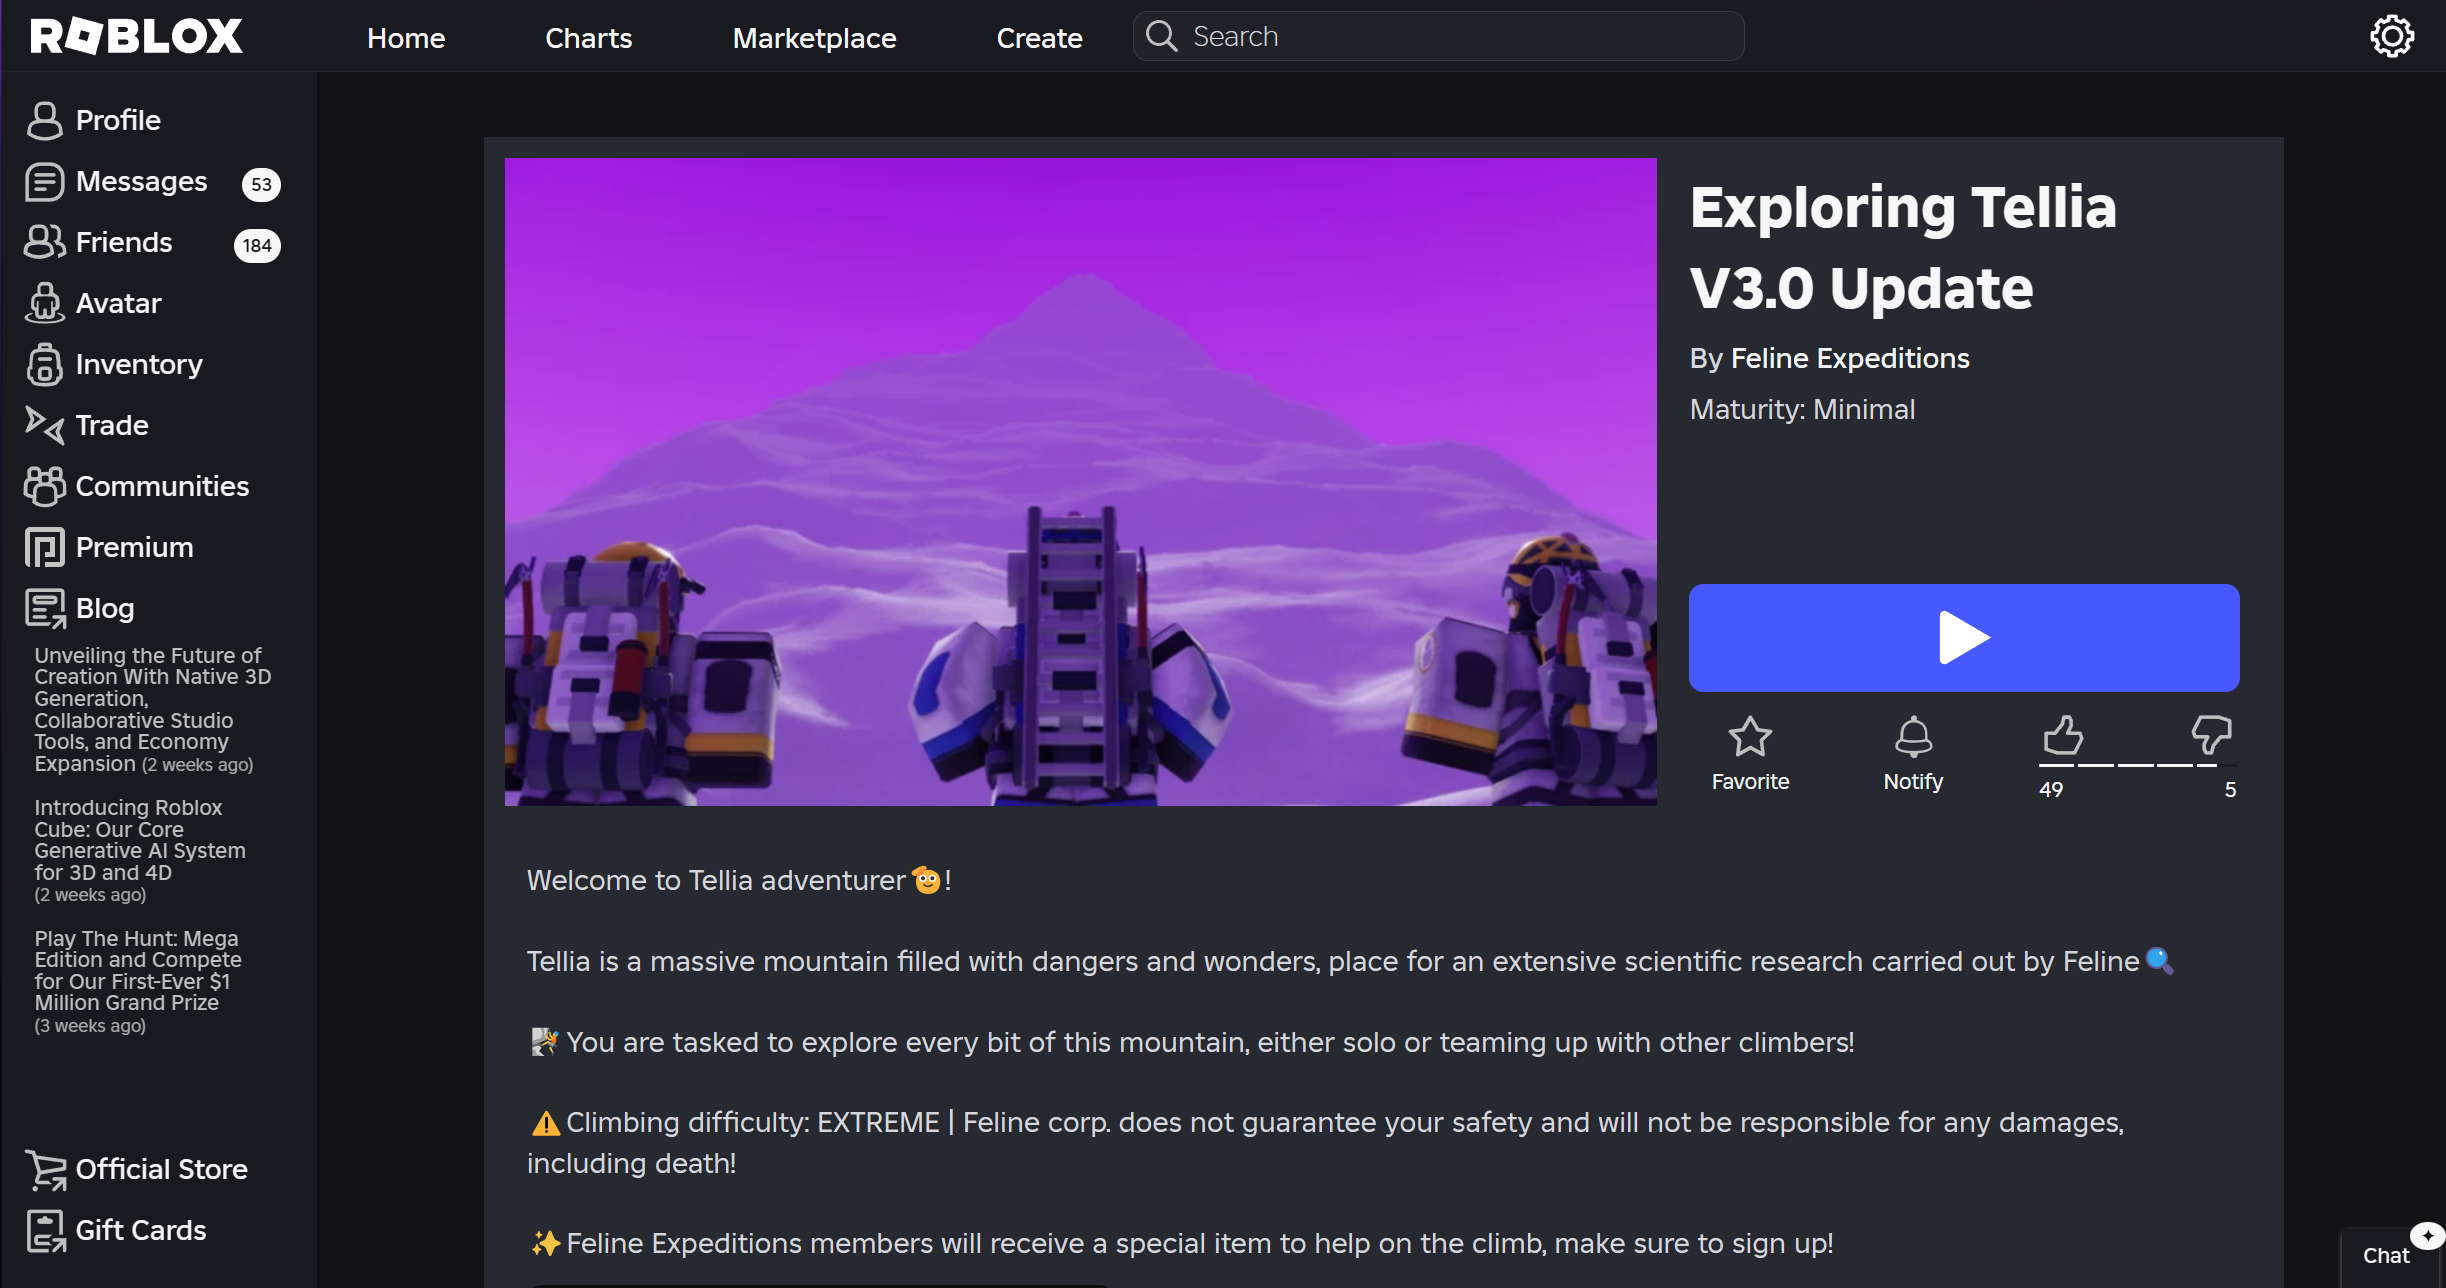 ROBLOX
Home
Charts
Marketplace
Create
Search
Profile
Messages
53
Friends
184
Avatar
Inventory
Trade
Communities
Premium
Blog
Unveiling the Future of
Creation With Native 3D
Generation,
Collaborative Studio
Tools, and Economy
Expansion (2 weeks ago)
Introducing Roblox
Cube: Our Core
Generative AI System
for 3D and 4D
(2 weeks ago)
Play The Hunt: Mega
Edition and Compete
for Our First-Ever $1
Million Grand Prize
(3 weeks ago)
Official Store
Gift Cards
Exploring Tellia
V3.0 Update
By Feline Expeditions
Maturity: Minimal
Favorite
Notify
49
5
Welcome to Tellia adventurer🫡!
Tellia is a massive mountain filled with dangers and wonders, place for an extensive scientific research carried out by Feline🔍
🧗You are tasked to explore every bit of this mountain, either solo or teaming up with other climbers!
⚠️Climbing difficulty: EXTREME | Feline corp. does not guarantee your safety and will not be responsible for any damages,
including death!
✨Feline Expeditions members will receive a special item to help on the climb, make sure to sign up!
Chat